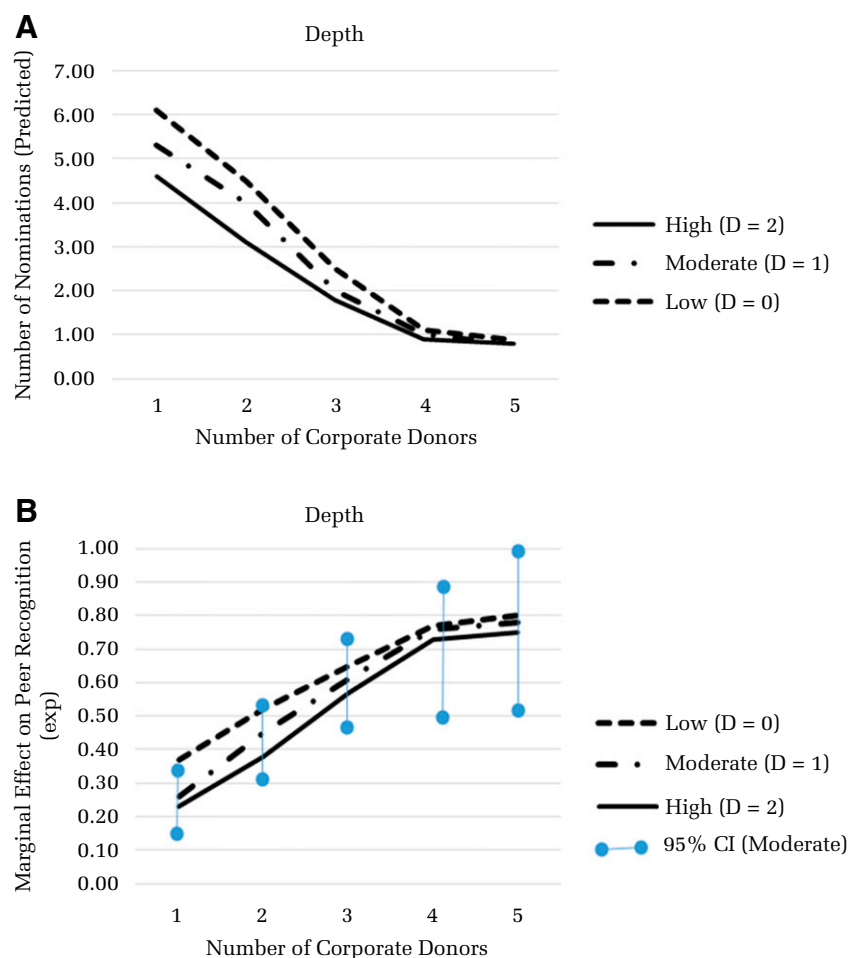 A
Depth
Number of Nominations (Predicted)
7.00
6.00
5.00
4.00
3.00
2.00
1.00
0.00
1 2 3 4 5
Number of Corporate Donors
High (D = 2)
Moderate (D = 1)
Low (D = 0)
B
Depth
Marginal Effect on Peer Recognition
(exp)
1.00
0.90
0.80
0.70
0.60
0.50
0.40
0.30
0.20
0.10
0.00
1 2 3 4 5
Number of Corporate Donors
Low (D = 0)
Moderate (D = 1)
High (D = 2)
95% CI (Moderate)